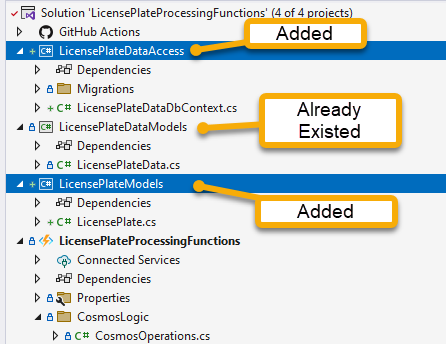 Solution 'LicensePlateProcessingFunctions' (4 of 4 projects)
GitHub Actions
Added
C# LicensePlateDataAccess
Dependencies
Migrations
C# LicensePlateDataDbContext.cs
Already
Existed
C# LicensePlateDataModels
Dependencies
C# LicensePlateData.cs
C# LicensePlateModels
Dependencies
Added
C# LicensePlate.cs
LicensePlateProcessingFunctions
Connected Services
Dependencies
Properties
CosmosLogic
C# CosmosOperations.cs